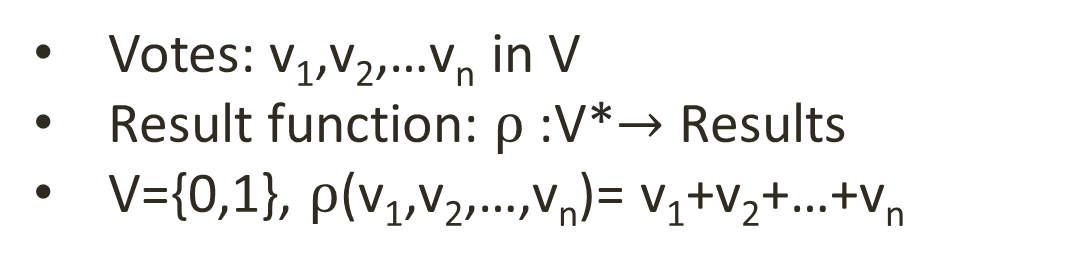 • Votes: v₁,v₂,…vₙ in V
• Result function: ρ :V*→ Results
• V={0,1}, ρ(v₁,v₂,…,vₙ)= v₁+v₂+…+vₙ